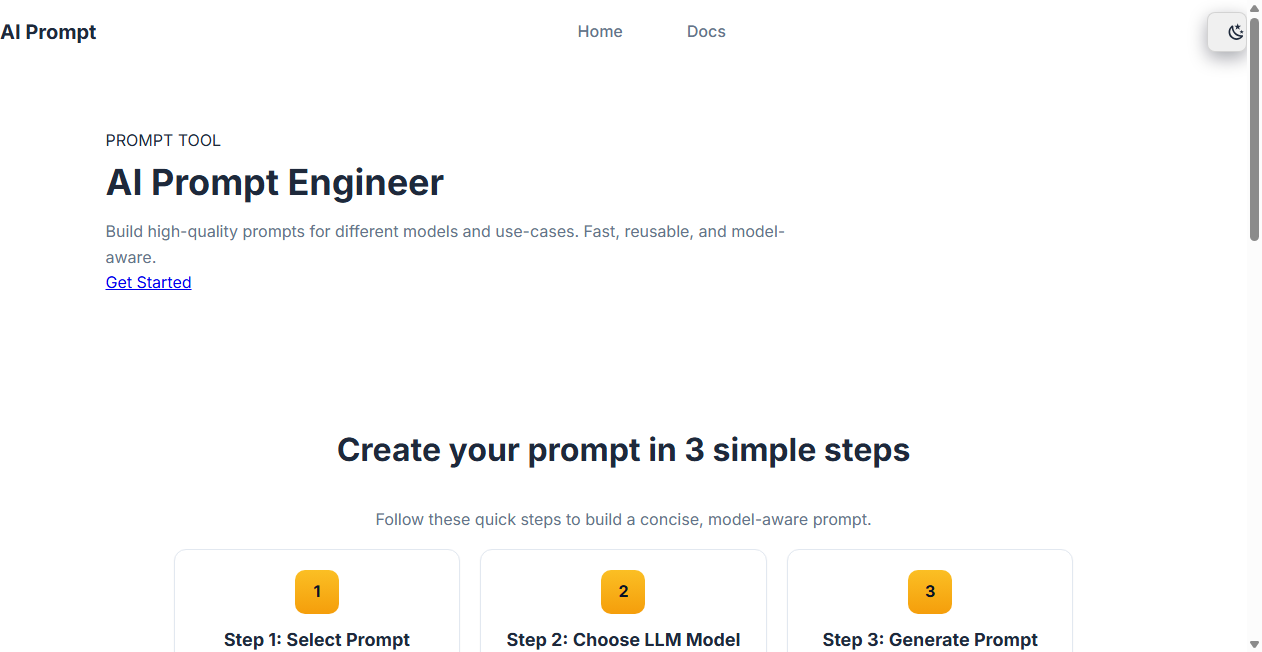 AI Prompt
Home
Docs
PROMPT TOOL
AI Prompt Engineer
Build high-quality prompts for different models and use-cases. Fast, reusable, and model-
aware.
Get Started
Create your prompt in 3 simple steps
Follow these quick steps to build a concise, model-aware prompt.
1
2
3
Step 1: Select Prompt
Step 2: Choose LLM Model
Step 3: Generate Prompt